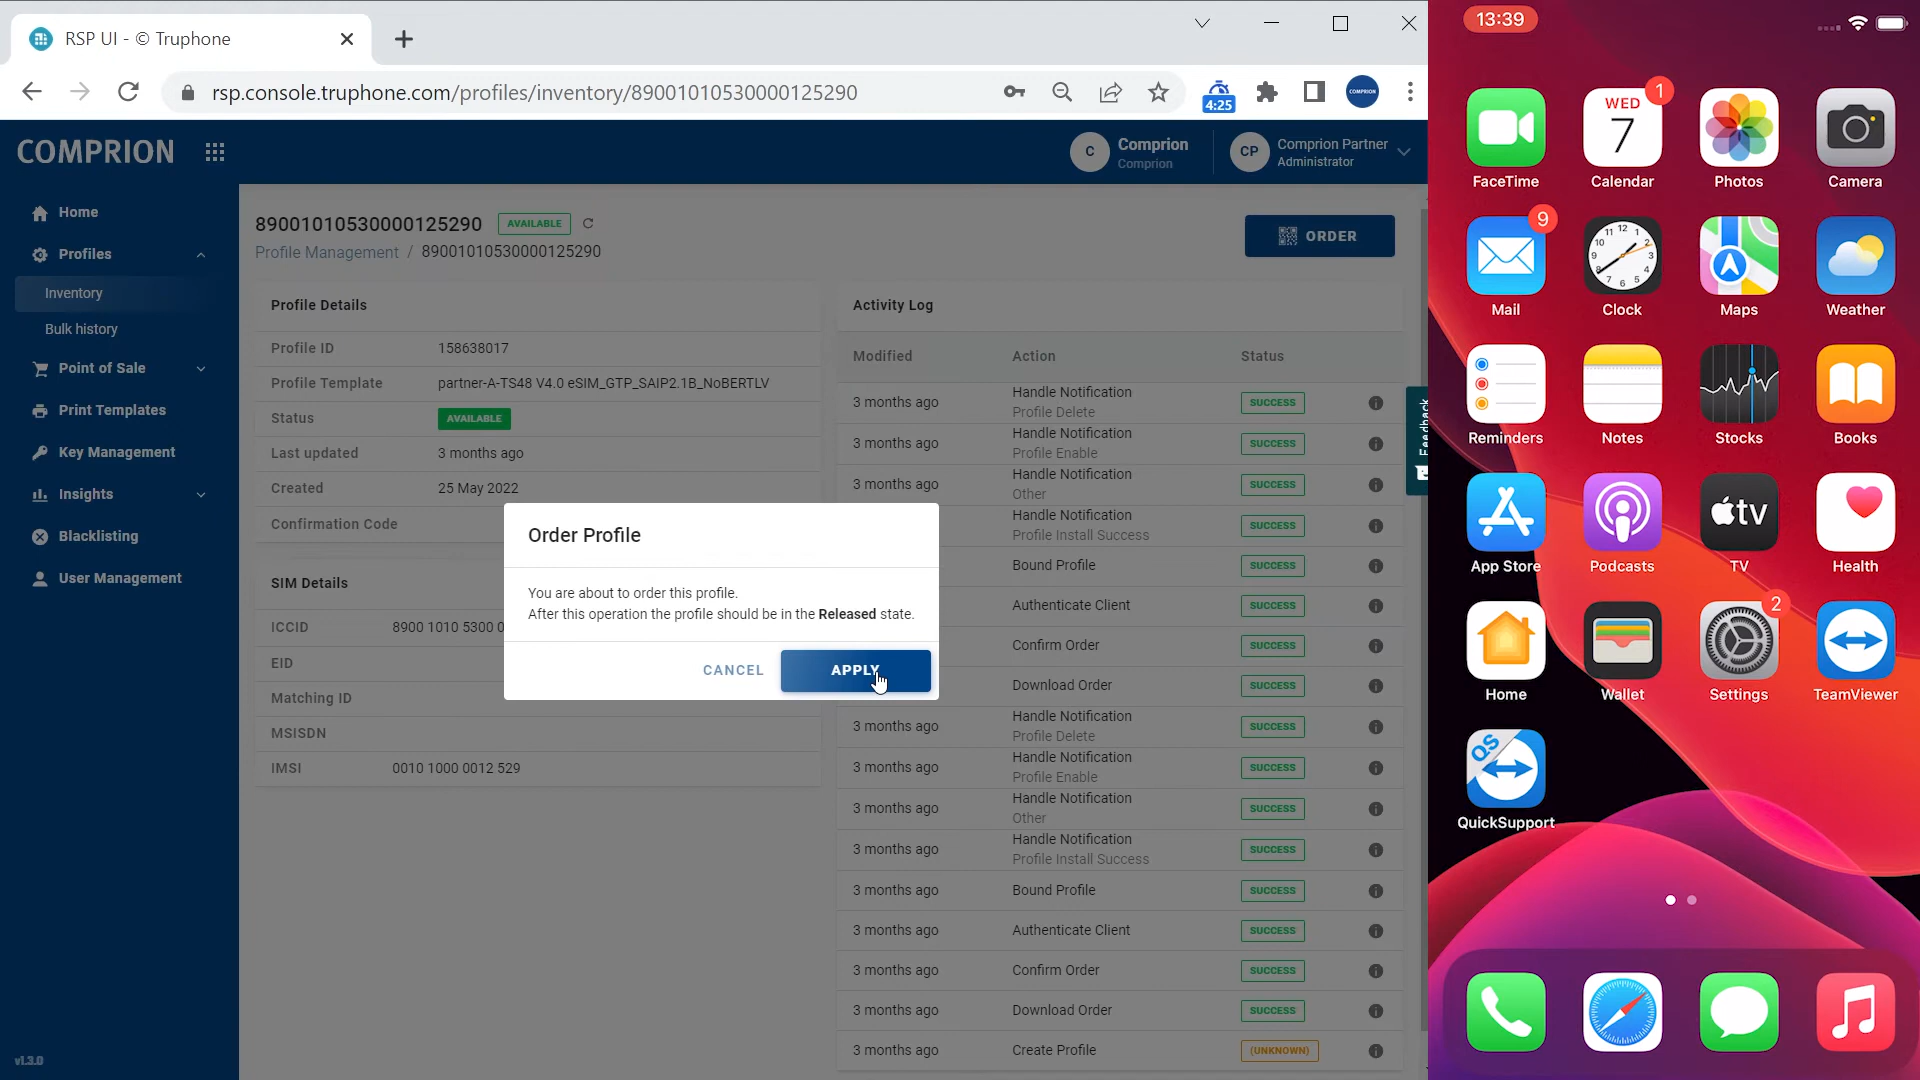 RSP UI - © Truphone
rsp.console.truphone.com/profiles/inventory/89001010530000125290
4:25
COMPRION
COMPRION
C
Comprion
Comprion
CP
Comprion Partner
Administrator
Home
Profiles
Inventory
Bulk history
Point of Sale
Print Templates
Key Management
Insights
Blacklisting
User Management
v1.3.0
89001010530000125290
AVAILABLE
Profile Management / 89001010530000125290
ORDER
Profile Details
Profile ID 158638017
Profile Template partner-A-TS48 V4.0 eSIM_GTP_SAIP2.1B_NoBERTLV
Status AVAILABLE
Last updated 3 months ago
Created 25 May 2022
Confirmation Code
SIM Details
ICCID 8900 1010 5300 0
EID
Matching ID
MSISDN
IMSI 0010 1000 0012 529
Order Profile
You are about to order this profile.
After this operation the profile should be in the Released state.
CANCEL
APPLY
Activity Log
Modified Action Status
3 months ago Handle Notification Profile Delete SUCCESS
3 months ago Handle Notification Profile Enable SUCCESS
3 months ago Handle Notification Other SUCCESS
Handle Notification Profile Install Success SUCCESS
Bound Profile SUCCESS
Authenticate Client SUCCESS
Confirm Order SUCCESS
Download Order SUCCESS
3 months ago Handle Notification Profile Delete SUCCESS
3 months ago Handle Notification Profile Enable SUCCESS
3 months ago Handle Notification Other SUCCESS
3 months ago Handle Notification Profile Install Success SUCCESS
3 months ago Bound Profile SUCCESS
3 months ago Authenticate Client SUCCESS
3 months ago Confirm Order SUCCESS
3 months ago Download Order SUCCESS
3 months ago Create Profile (UNKNOWN)
Feedback
13:39
WED
7
1
FaceTime
Calendar
Photos
Camera
9
Mail
Clock
Maps
Weather
Reminders
Notes
Stocks
Books
tv
App Store
Podcasts
TV
Health
2
Home
Wallet
Settings
TeamViewer
QS
QuickSupport